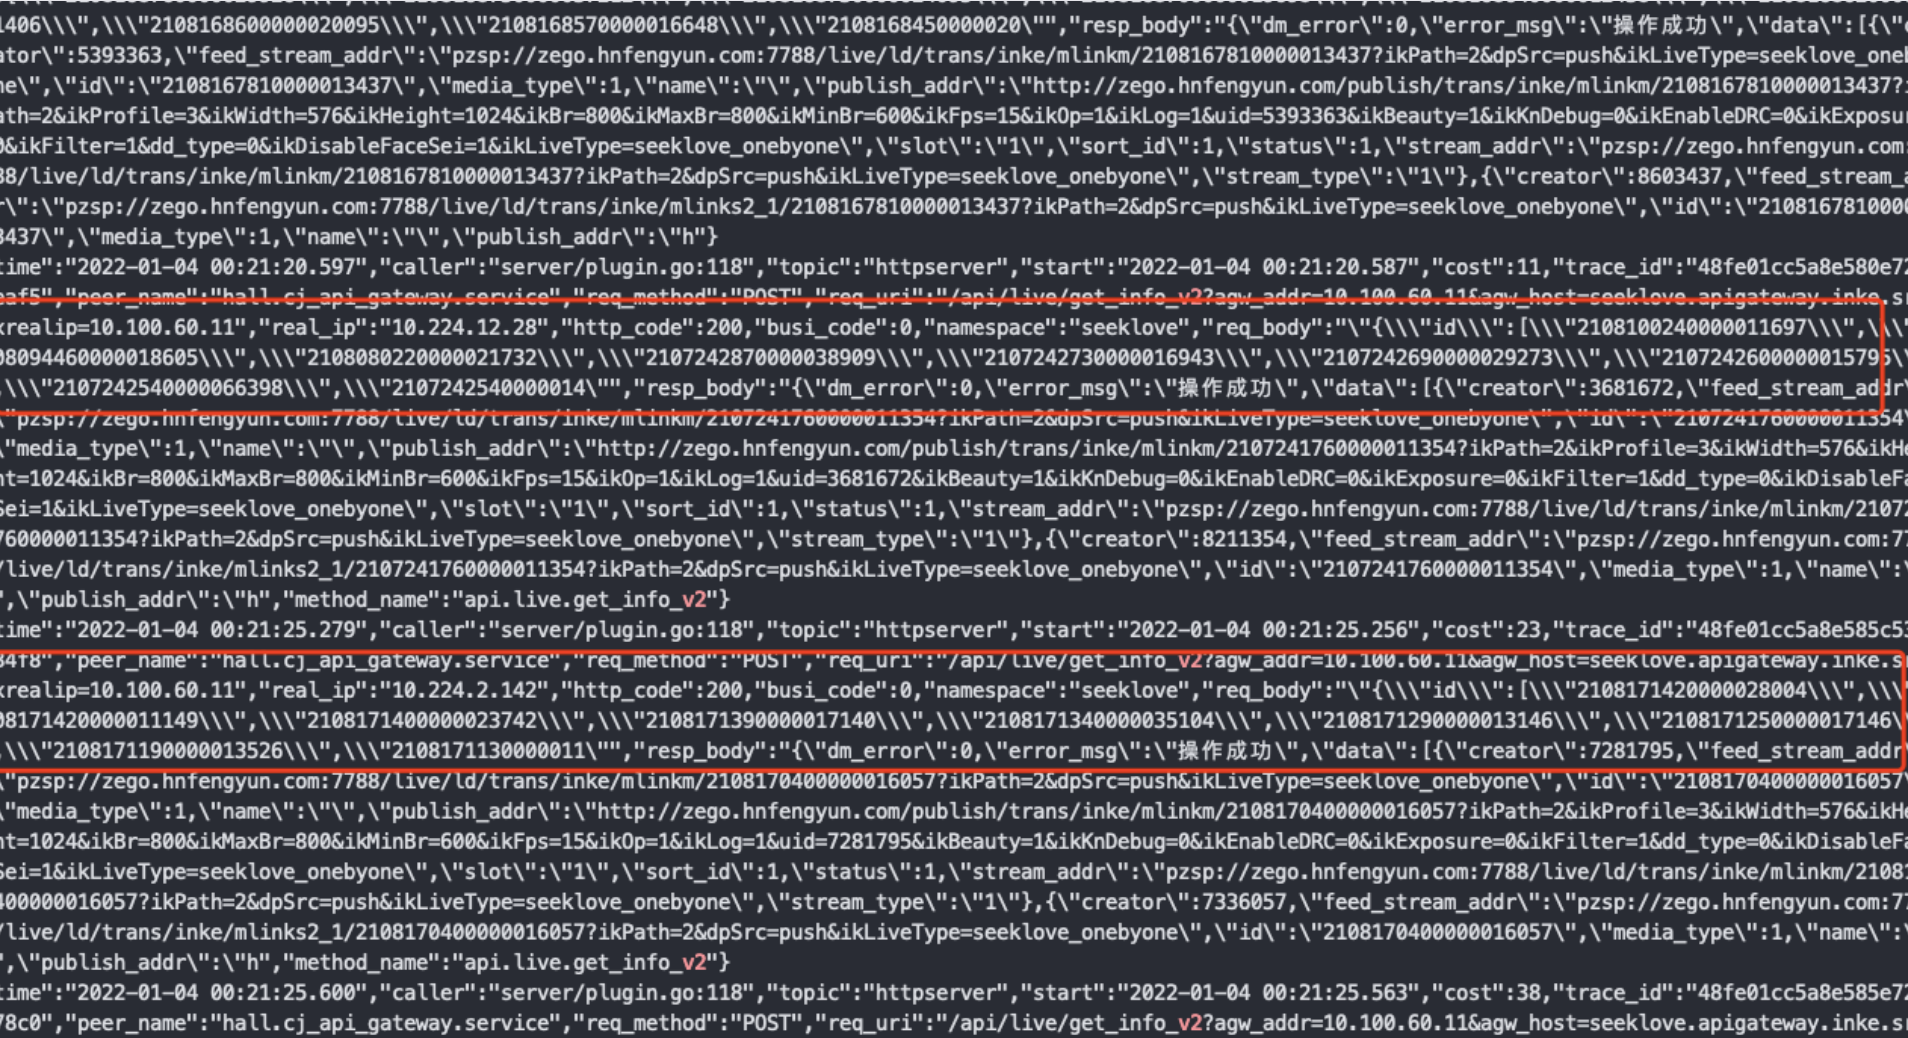 1406\\\",\\\"2108168600000020095\\\",\\\"2108168570000016648\\\",\\\"2108168450000020\"","resp_body":"{\"dm_error\":0,\"error_msg\":\"操作成功\",\"data\":[{\"c
ator\":5393363,\"feed_stream_addr\":\"pzsp://zego.hnfengyun.com:7788/live/ld/trans/inke/mlinkm/2108167810000013437?ikPath=2&dpSrc=push&ikLiveType=seeklove_oneb
ne\",\"id\":\"2108167810000013437\",\"media_type\":1,\"name\":\"\",\"publish_addr\":\"http://zego.hnfengyun.com/publish/trans/inke/mlinkm/2108167810000013437?
ath=2&ikProfile=3&ikWidth=576&ikHeight=1024&ikBr=800&ikMaxBr=800&ikMinBr=600&ikFps=15&ikOp=1&ikLog=1&uid=5393363&ikBeauty=1&ikKnDebug=0&ikEnableDRC=0&ikExposu
0&ikFilter=1&dd_type=0&ikDisableFaceSei=1&ikLiveType=seeklove_onebyone\",\"slot\":\"1\",\"sort_id\":1,\"status\":1,\"stream_addr\":\"pzsp://zego.hnfengyun.com:
88/live/ld/trans/inke/mlinkm/2108167810000013437?ikPath=2&dpSrc=push&ikLiveType=seeklove_onebyone\",\"stream_type\":\"1\"},{\"creator\":8603437,\"feed_stream_a
r\":\"pzsp://zego.hnfengyun.com:7788/live/ld/trans/inke/mlinks2_1/2108167810000013437?ikPath=2&dpSrc=push&ikLiveType=seeklove_onebyone\",\"id\":\"210816781000
3437\",\"media_type\":1,\"name\":\"\",\"publish_addr\":\"h"}
time":"2022-01-04 00:21:20.597","caller":"server/plugin.go:118","topic":"httpserver","start":"2022-01-04 00:21:20.587","cost":11,"trace_id":"48fe01cc5a8e580e7
eaf5","peer_name":"hall.cj_api_gateway.service","req_method":"POST","req_uri":"/api/live/get_info_v2?agw_addr=10.100.60.11&agw_host=seeklove.apigateway.inke.s
xrealip=10.100.60.11","real_ip":"10.224.12.28","http_code":200,"busi_code":0,"namespace":"seeklove","req_body":"\"{\\\"id\\\":[\\\"2108100240000011697\\\",\\\"
08094460000018605\\\",\\\"2108080220000021732\\\",\\\"2107242870000038909\\\",\\\"2107242730000016943\\\",\\\"2107242690000029273\\\",\\\"2107242600000015795\\
,\\\"2107242540000066398\\\",\\\"2107242540000014\"","resp_body":"{\"dm_error\":0,\"error_msg\":\"操作成功\",\"data\":[{\"creator\":3681672,\"feed_stream_addr\
\"pzsp://zego.hnfengyun.com:7788/live/ld/trans/inke/mlinkm/2107241760000011354?ikPath=2&dpSrc=push&ikLiveType=seeklove_onebyone\",\"id\":\"2107241760000011354\
\"media_type\":1,\"name\":\"\",\"publish_addr\":\"http://zego.hnfengyun.com/publish/trans/inke/mlinkm/2107241760000011354?ikPath=2&ikProfile=3&ikWidth=576&ikH
ht=1024&ikBr=800&ikMaxBr=800&ikMinBr=600&ikFps=15&ikOp=1&ikLog=1&uid=3681672&ikBeauty=1&ikKnDebug=0&ikEnableDRC=0&ikExposure=0&ikFilter=1&dd_type=0&ikDisableFa
Sei=1&ikLiveType=seeklove_onebyone\",\"slot\":\"1\",\"sort_id\":1,\"status\":1,\"stream_addr\":\"pzsp://zego.hnfengyun.com:7788/live/ld/trans/inke/mlinkm/21072
760000011354?ikPath=2&dpSrc=push&ikLiveType=seeklove_onebyone\",\"stream_type\":\"1\"},{\"creator\":8211354,\"feed_stream_addr\":\"pzsp://zego.hnfengyun.com:77
/live/ld/trans/inke/mlinks2_1/2107241760000011354?ikPath=2&dpSrc=push&ikLiveType=seeklove_onebyone\",\"id\":\"2107241760000011354\",\"media_type\":1,\"name\":\
",\"publish_addr\":\"h","method_name":"api.live.get_info_v2"}
time":"2022-01-04 00:21:25.279","caller":"server/plugin.go:118","topic":"httpserver","start":"2022-01-04 00:21:25.256","cost":23,"trace_id":"48fe01cc5a8e585c5
84f8","peer_name":"hall.cj_api_gateway.service","req_method":"POST","req_uri":"/api/live/get_info_v2?agw_addr=10.100.60.11&agw_host=seeklove.apigateway.inke.s
xrealip=10.100.60.11","real_ip":"10.224.2.142","http_code":200,"busi_code":0,"namespace":"seeklove","req_body":"\"{\\\"id\\\":[\\\"2108171420000028004\\\",\\\
08171420000011149\\\",\\\"2108171400000023742\\\",\\\"2108171390000017140\\\",\\\"2108171340000035104\\\",\\\"2108171290000013146\\\",\\\"2108171250000017146\
,\\\"2108171190000013526\\\",\\\"2108171130000011\"","resp_body":"{\"dm_error\":0,\"error_msg\":\"操作成功\",\"data\":[{\"creator\":7281795,\"feed_stream_addr
\"pzsp://zego.hnfengyun.com:7788/live/ld/trans/inke/mlinkm/2108170400000016057?ikPath=2&dpSrc=push&ikLiveType=seeklove_onebyone\",\"id\":\"2108170400000016057
\"media_type\":1,\"name\":\"\",\"publish_addr\":\"http://zego.hnfengyun.com/publish/trans/inke/mlinkm/2108170400000016057?ikPath=2&ikProfile=3&ikWidth=576&ikH
ht=1024&ikBr=800&ikMaxBr=800&ikMinBr=600&ikFps=15&ikOp=1&ikLog=1&uid=7281795&ikBeauty=1&ikKnDebug=0&ikEnableDRC=0&ikExposure=0&ikFilter=1&dd_type=0&ikDisableFa
Sei=1&ikLiveType=seeklove_onebyone\",\"slot\":\"1\",\"sort_id\":1,\"status\":1,\"stream_addr\":\"pzsp://zego.hnfengyun.com:7788/live/ld/trans/inke/mlinkm/2108
400000016057?ikPath=2&dpSrc=push&ikLiveType=seeklove_onebyone\",\"stream_type\":\"1\"},{\"creator\":7336057,\"feed_stream_addr\":\"pzsp://zego.hnfengyun.com:77
/live/ld/trans/inke/mlinks2_1/2108170400000016057?ikPath=2&dpSrc=push&ikLiveType=seeklove_onebyone\",\"id\":\"2108170400000016057\",\"media_type\":1,\"name\":\
",\"publish_addr\":\"h","method_name":"api.live.get_info_v2"}
time":"2022-01-04 00:21:25.600","caller":"server/plugin.go:118","topic":"httpserver","start":"2022-01-04 00:21:25.563","cost":38,"trace_id":"48fe01cc5a8e585e7
78c0","peer_name":"hall.cj_api_gateway.service","req_method":"POST","req_uri":"/api/live/get_info_v2?agw_addr=10.100.60.11&agw_host=seeklove.apigateway.inke.s